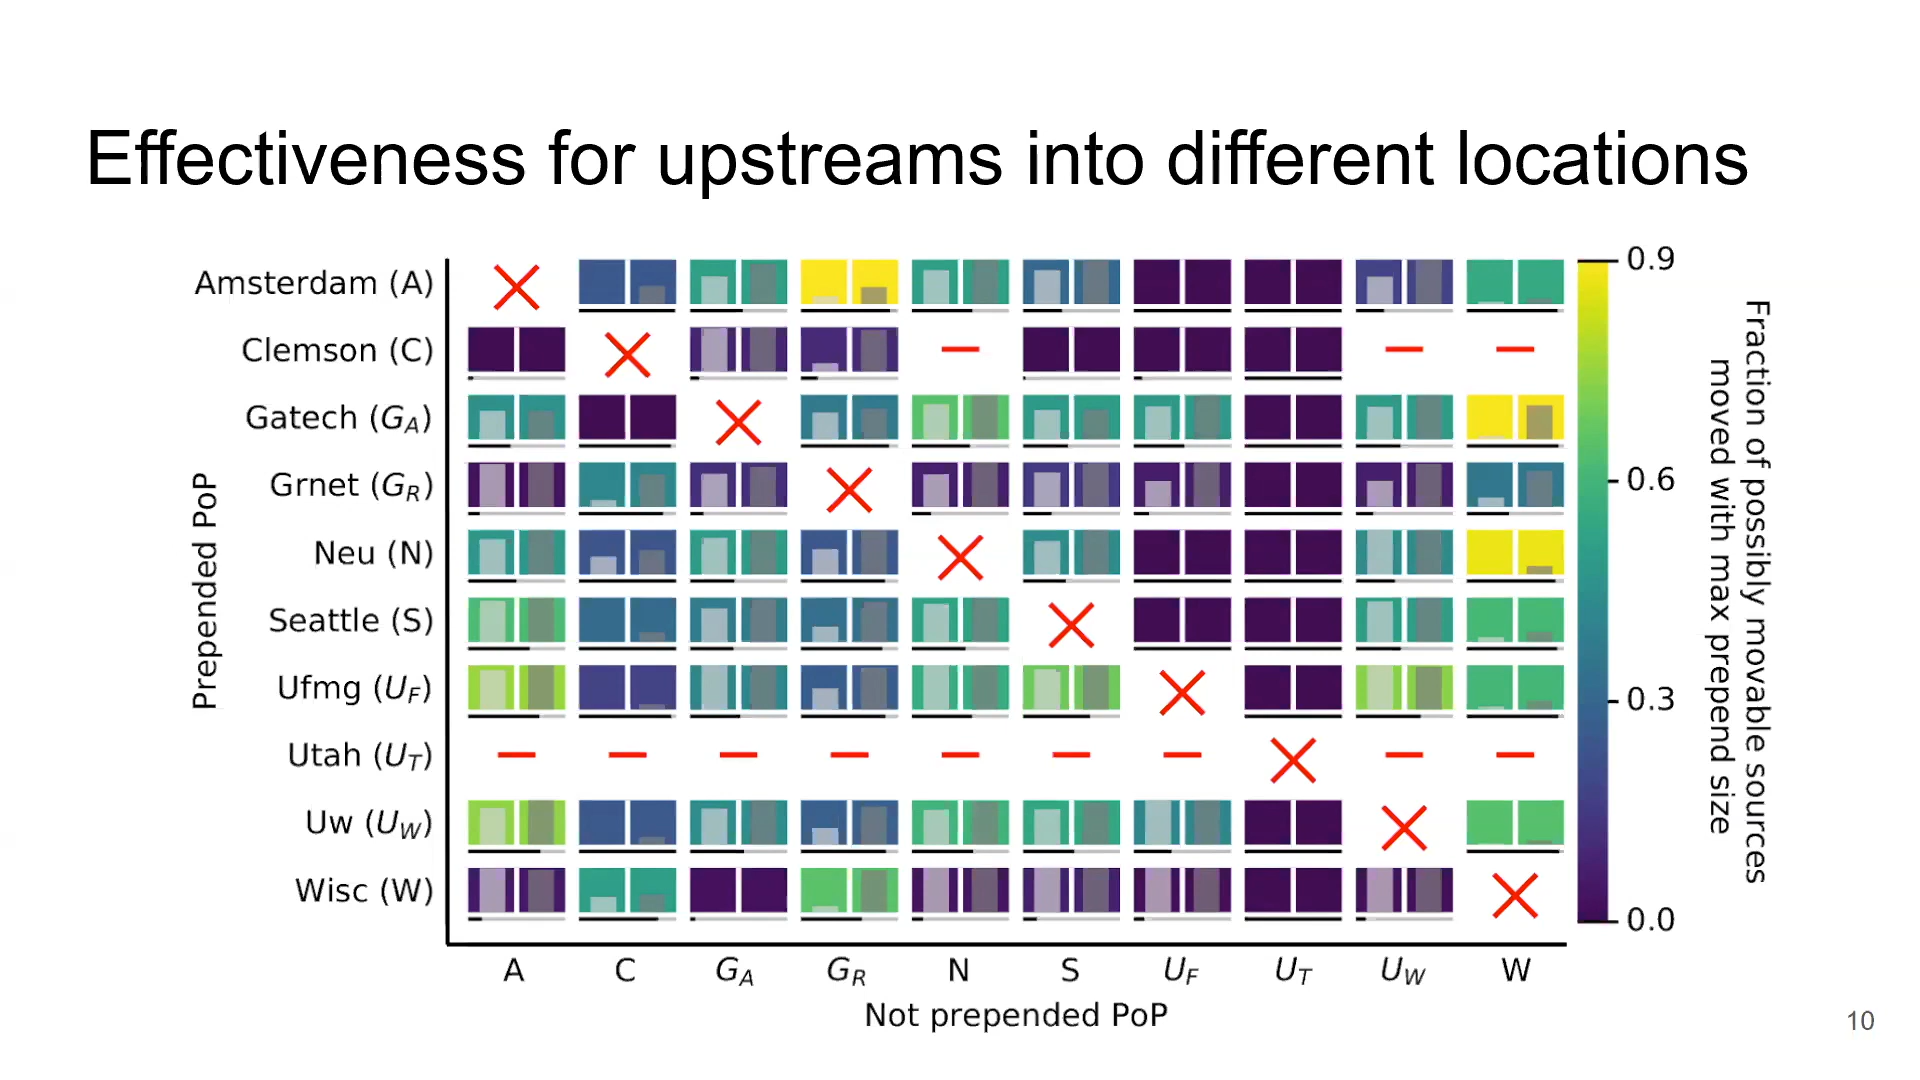 Effectiveness for upstreams into different locations
Prepended PoP
Amsterdam (A)
Clemson (C)
Gatech (G_A)
Grnet (G_R)
Neu (N)
Seattle (S)
Ufmg (U_F)
Utah (U_T)
Uw (U_W)
Wisc (W)
A C G_A G_R N S U_F U_T U_W W
Not prepended PoP
0.9
0.6
0.3
0.0
Fraction of possibly movable sources
moved with max prepend size
10